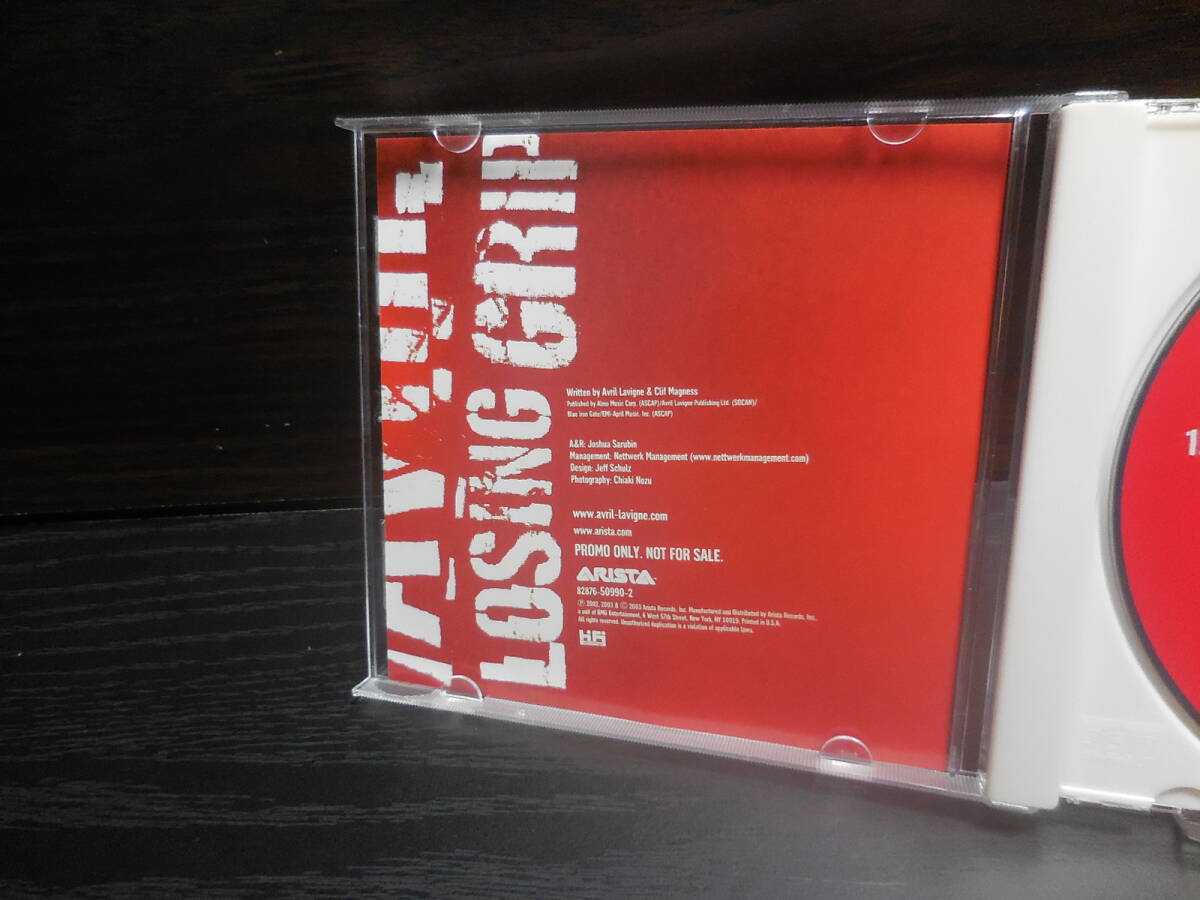 AVRIL
LOSING GRIP
Written by Avril Lavigne & Clif Magness
Published by Almo Music Corp. (ASCAP)/Avril Lavigne Publishing Ltd. (SOCAN)/
Blue Iron Gate/EMI-April Music, Inc. (ASCAP)
A&R: Joshua Sarubin
Management: Nettwerk Management (www.nettwerkmanagement.com)
Design: Jeff Schulz
Photography: Chiaki Nozu
www.avril-lavigne.com
www.arista.com
PROMO ONLY. NOT FOR SALE.
ARISTA
82876-50990-2
℗ 2002, 2003 & © 2003 Arista Records, Inc. Manufactured and Distributed by Arista Records, Inc.,
a unit of BMG Entertainment, 6 West 57th Street, New York, NY 10019. Printed in U.S.A.
All rights reserved. Unauthorized duplication is a violation of applicable laws.